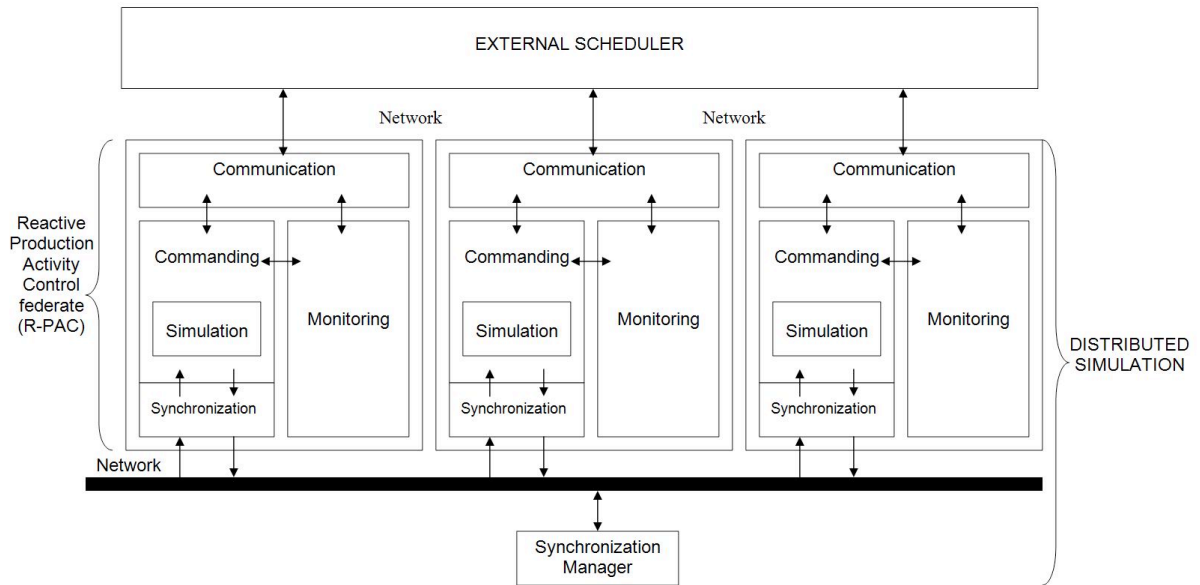 EXTERNAL SCHEDULER
Network
Network
Communication
Communication
Communication
Reactive
Production
Activity
Control
federate
(R-PAC)
Commanding
Simulation
Synchronization
Monitoring
Commanding
Simulation
Synchronization
Monitoring
Commanding
Simulation
Synchronization
Monitoring
DISTRIBUTED
SIMULATION
Network
Synchronization
Manager